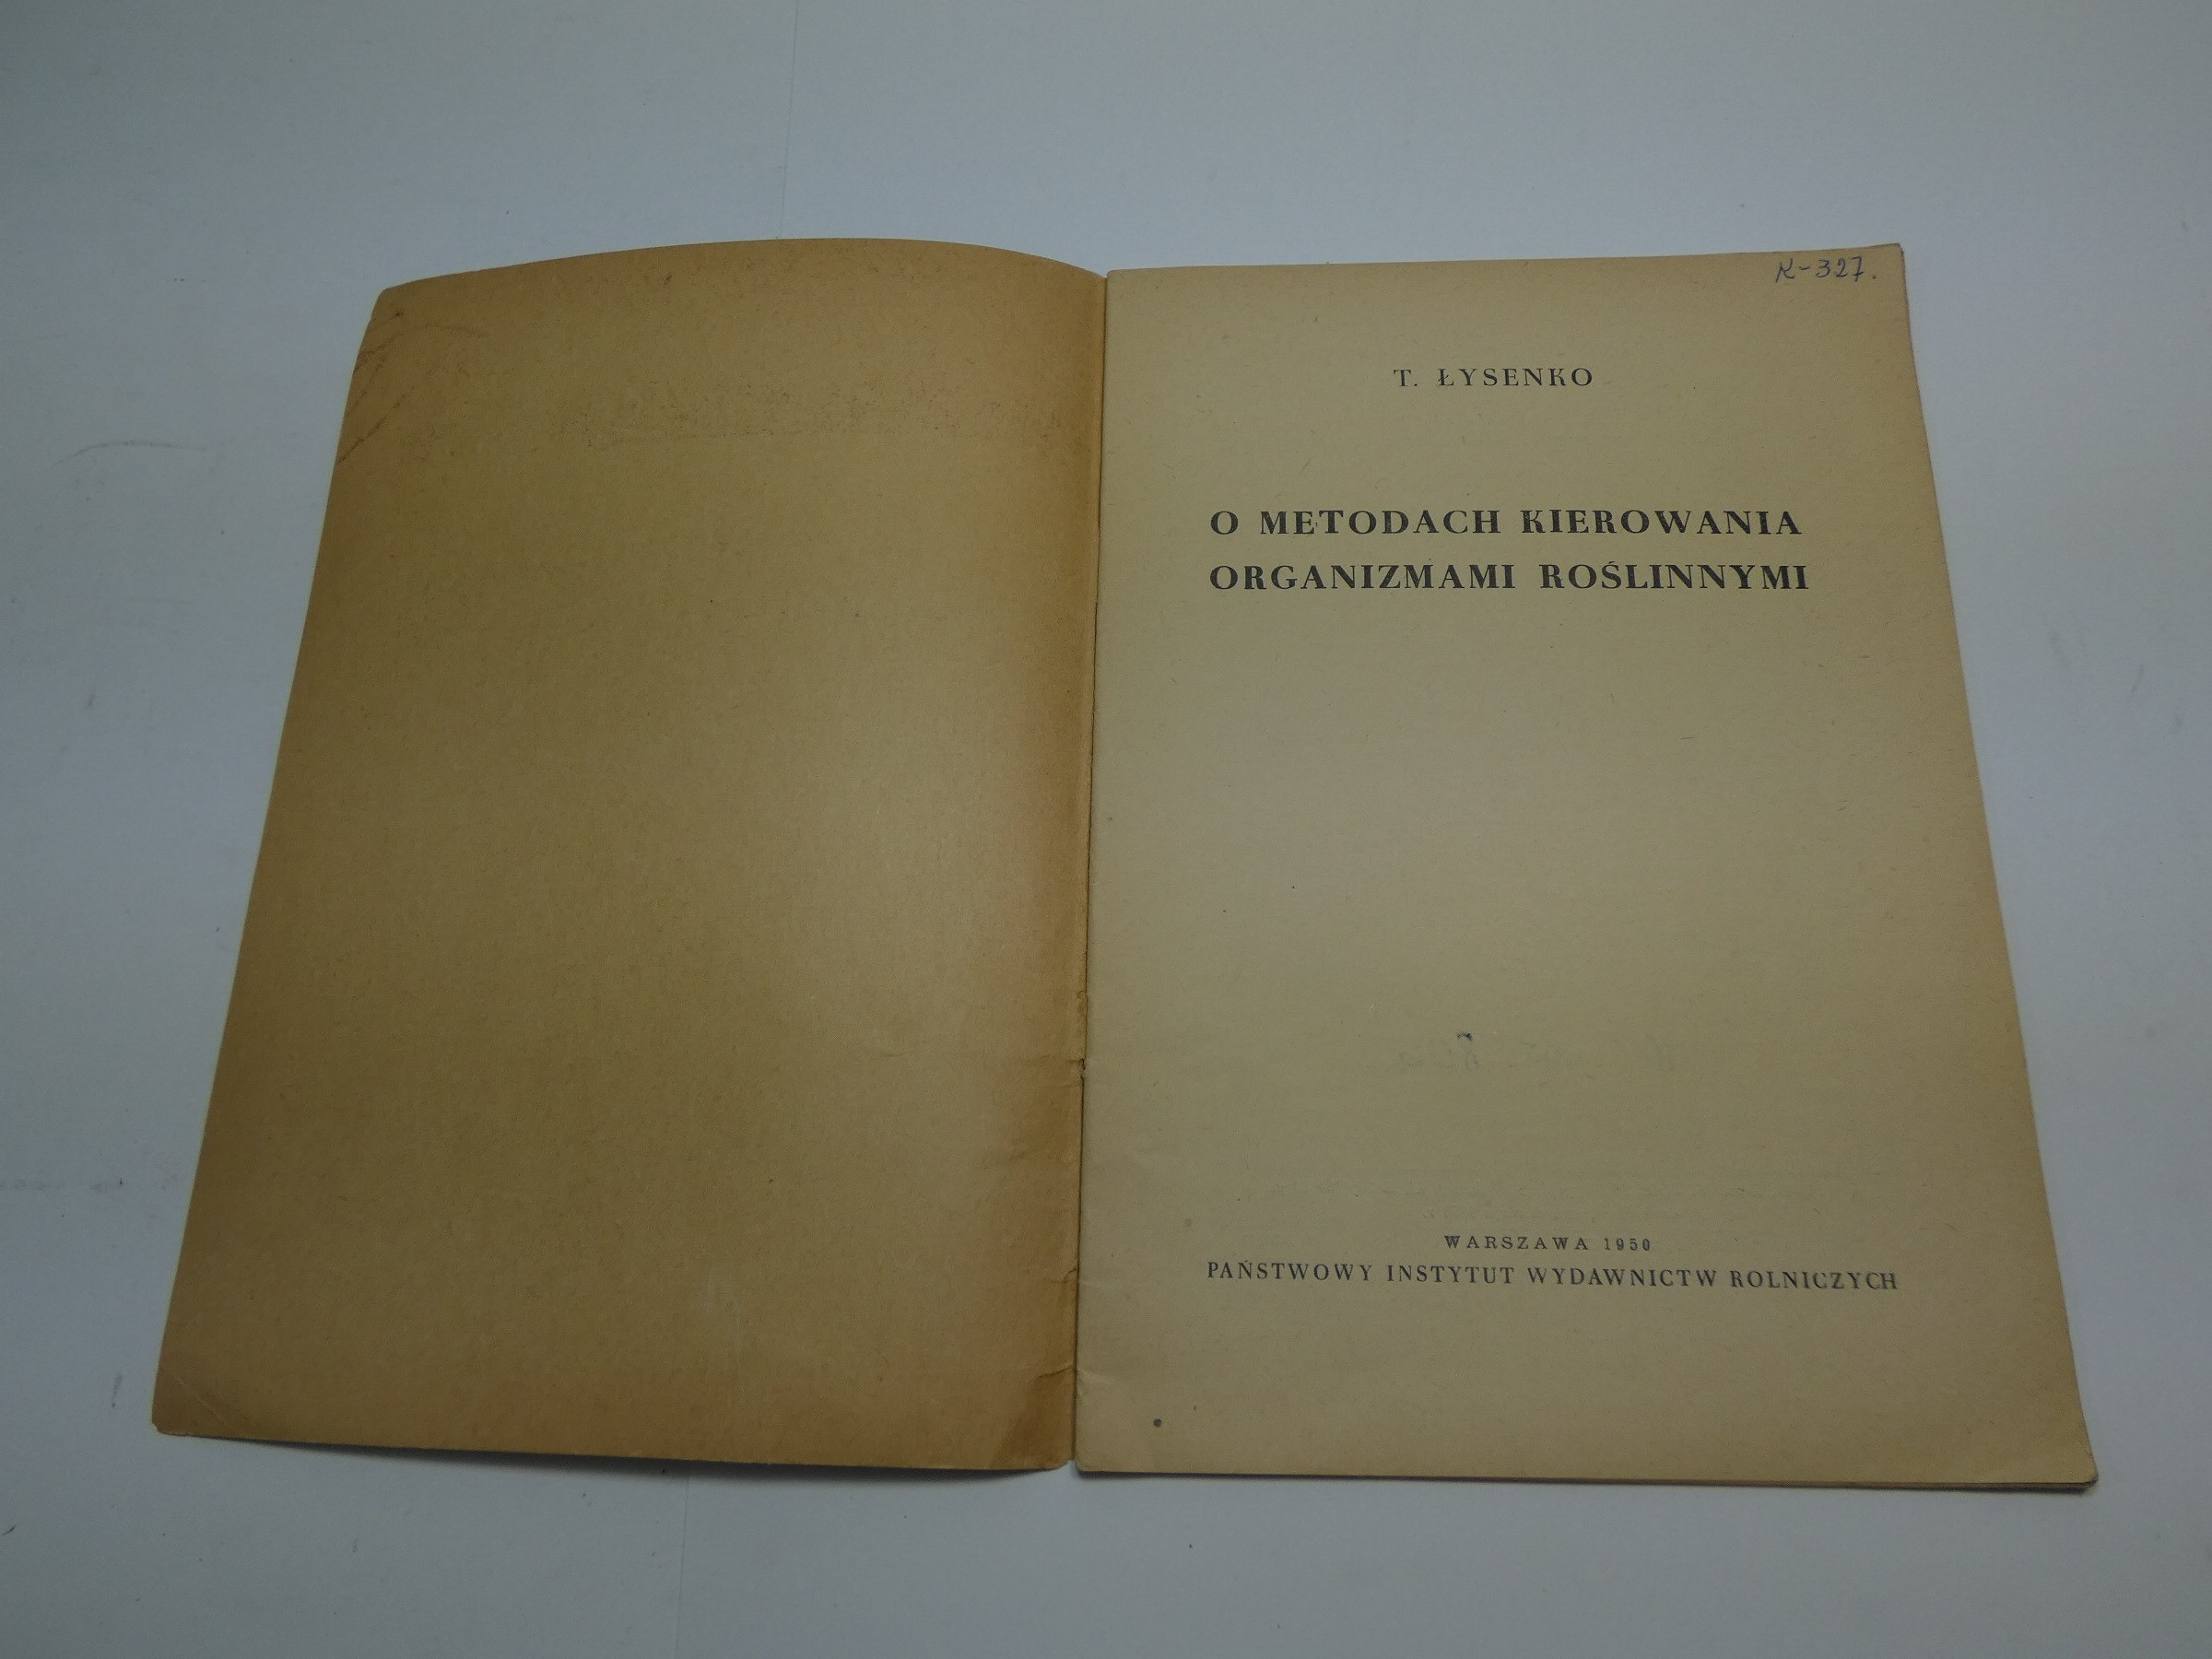 K-327.
T. ŁYSENKO
O METODACH KIEROWANIA
ORGANIZMAMI ROŚLINNYMI
WARSZAWA 1950
PAŃSTWOWY INSTYTUT WYDAWNICTW ROLNICZYCH